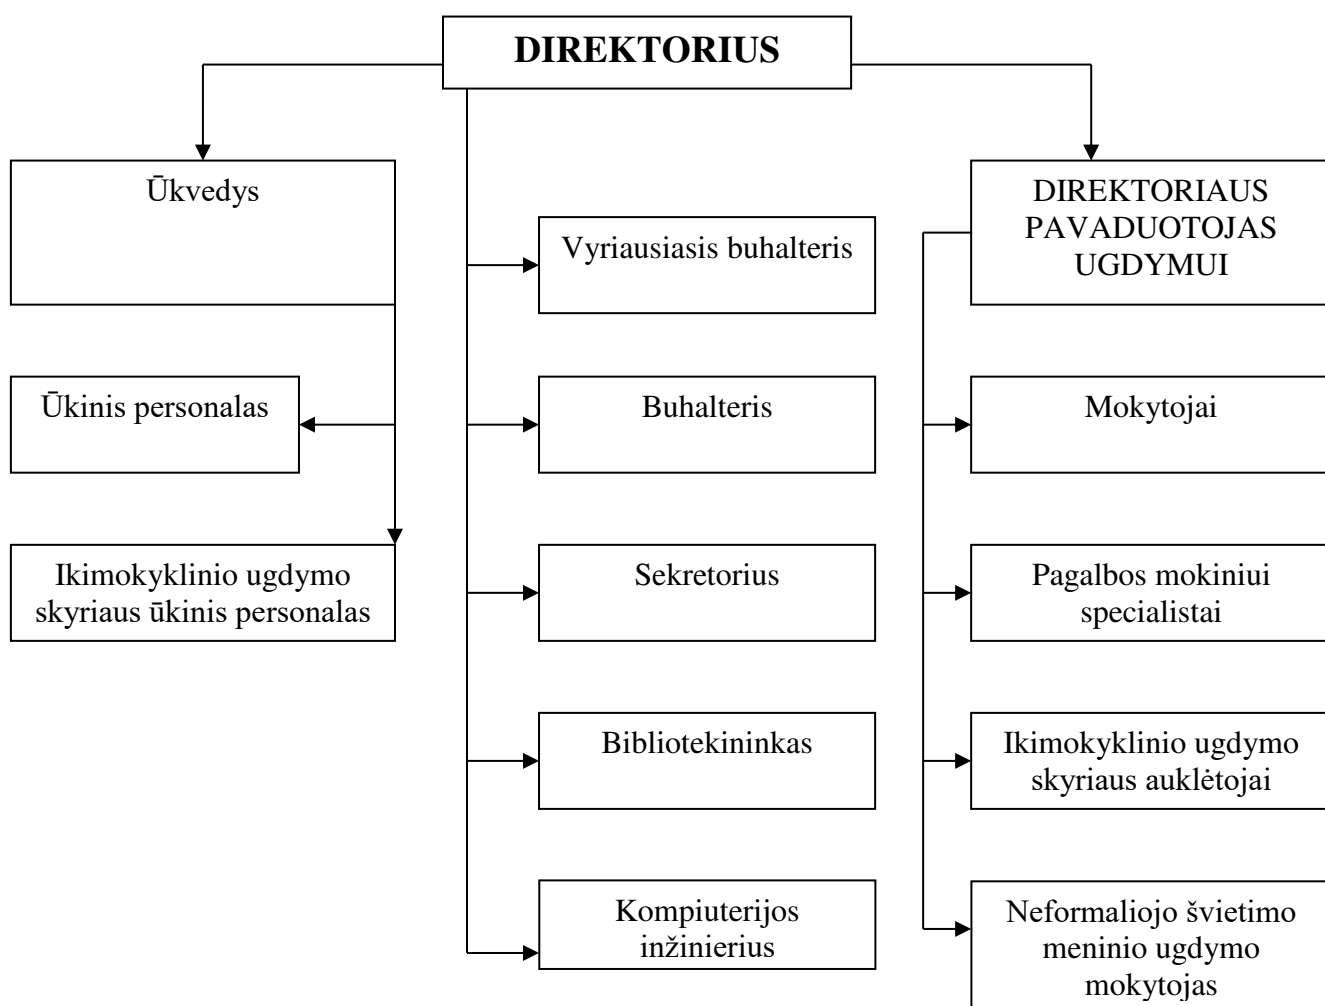 DIREKTORIUS
Ūkvedys
DIREKTORIAUS
PAVADUOTOJAS
UGDYMUI
Vyriausiasis buhalteris
Ūkinis personalas
Buhalteris
Mokytojai
Ikimokyklinio ugdymo
skyriaus ūkinis personalas
Sekretorius
Pagalbos mokiniui
specialistai
Bibliotekininkas
Ikimokyklinio ugdymo
skyriaus auklėtojai
Kompiuterijos
inžinierius
Neformaliojo švietimo
meninio ugdymo
mokytojas